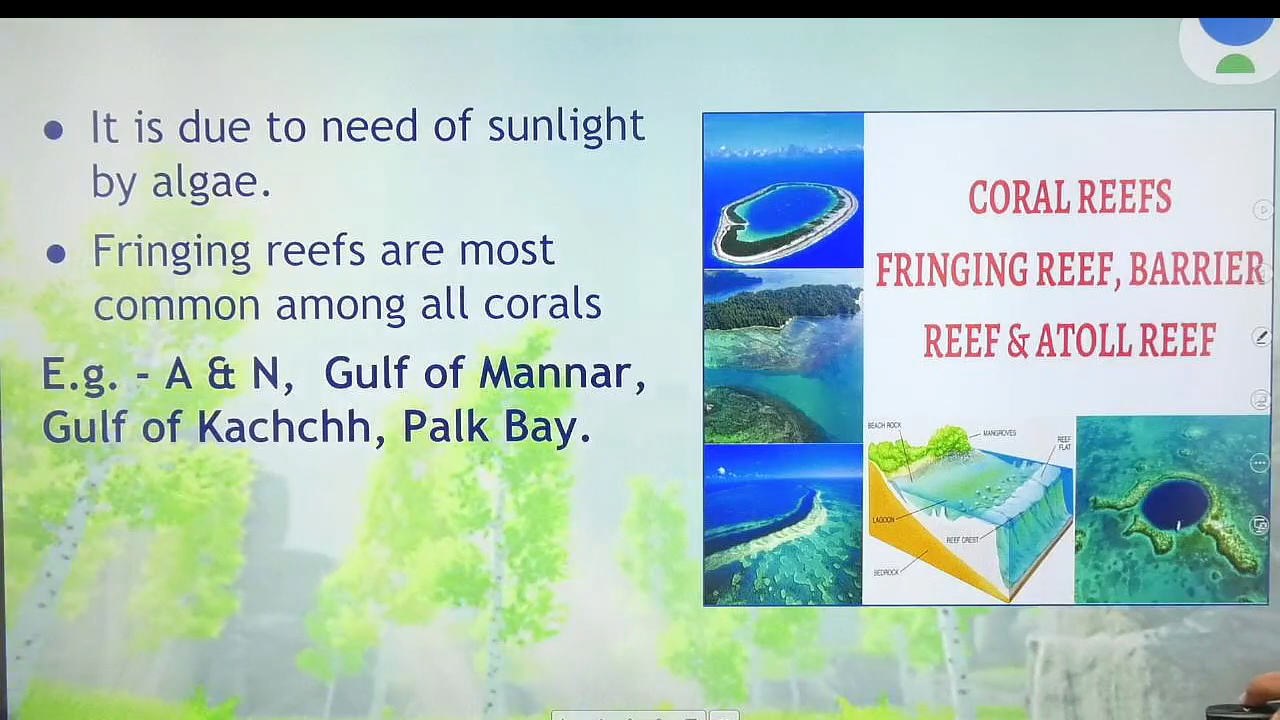 ● It is due to need of sunlight
by algae.
● Fringing reefs are most
common among all corals
E.g. - A & N, Gulf of Mannar,
Gulf of Kachchh, Palk Bay.
CORAL REEFS
FRINGING REEF, BARRIER
REEF & ATOLL REEF
BEACH ROCK
MANGROVES
REEF
FLAT
LAGOON
REEF CREST
BEDROCK